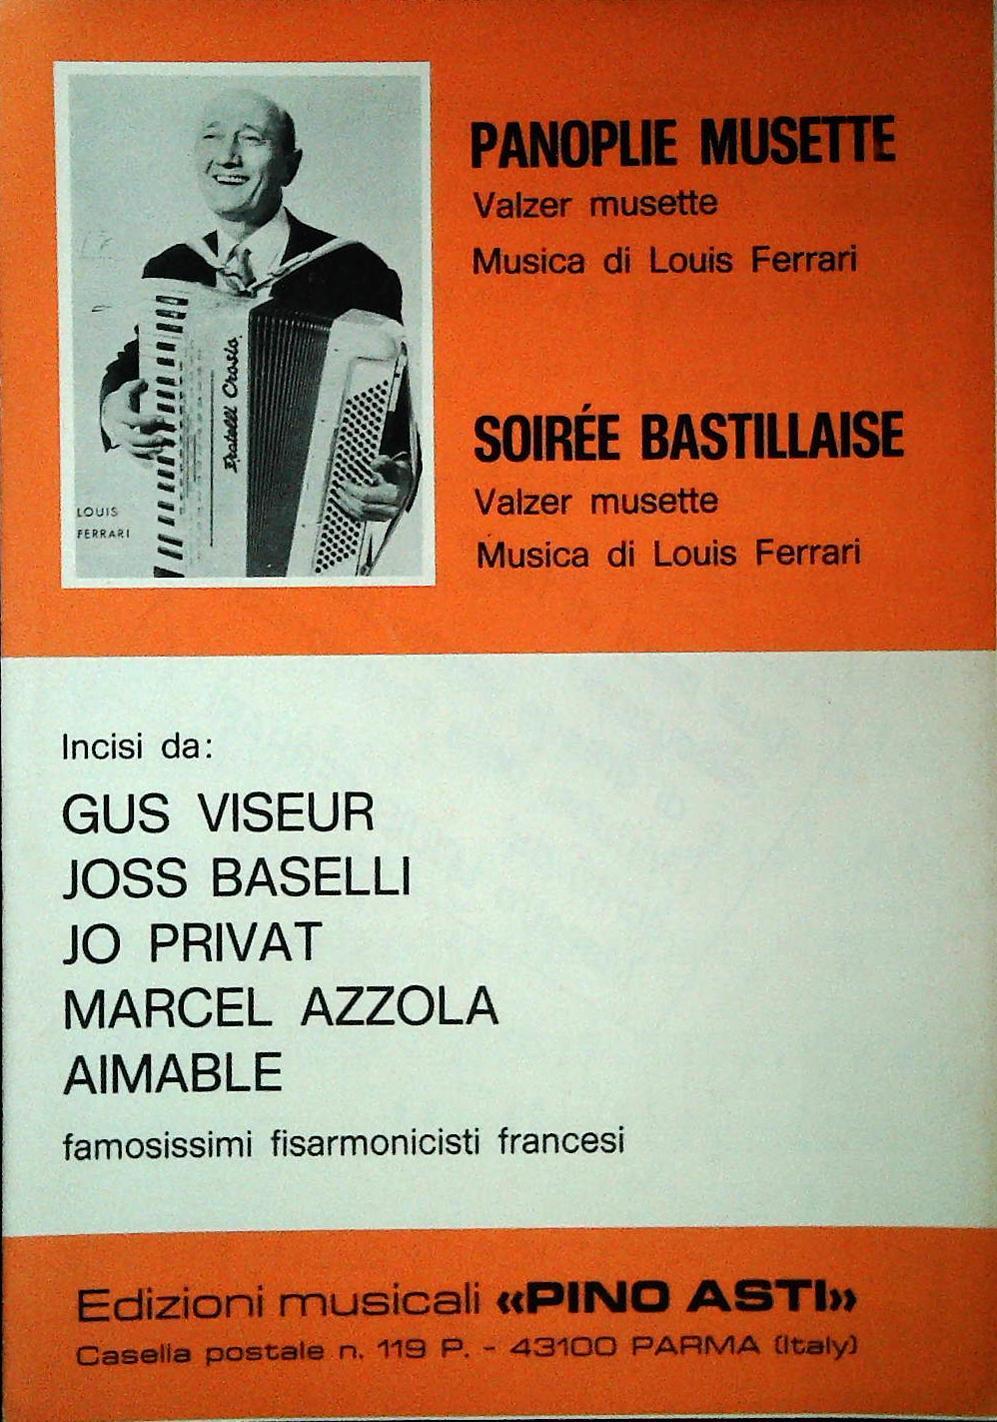 PANOPLIE MUSETTE
Valzer musette
Musica di Louis Ferrari
SOIRÉE BASTILLAISE
Valzer musette
Musica di Louis Ferrari
Fratelli Crosio
LOUIS
FERRARI
Incisi da:
GUS VISEUR
JOSS BASELLI
JO PRIVAT
MARCEL AZZOLA
AIMABLE
famosissimi fisarmonicisti francesi
Edizioni musicali «PINO ASTI»
Casella postale n. 119 P. - 43100 PARMA (Italy)